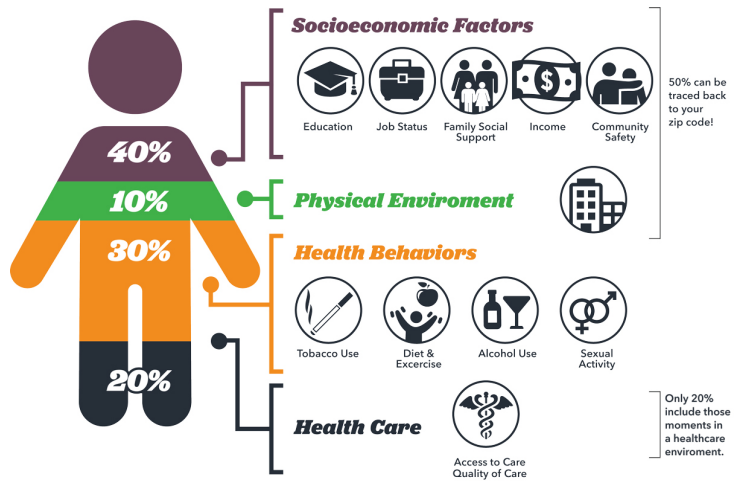 Socioeconomic Factors
Education
Job Status
Family Social
Support
Income
Community
Safety
50% can be
traced back
to your
zip code!
40%
10%
Physical Enviroment
30%
Health Behaviors
Tobacco Use
Diet &
Excercise
Alcohol Use
Sexual
Activity
20%
Health Care
Access to Care
Quality of Care
Only 20%
include those
moments in
a healthcare
enviroment.